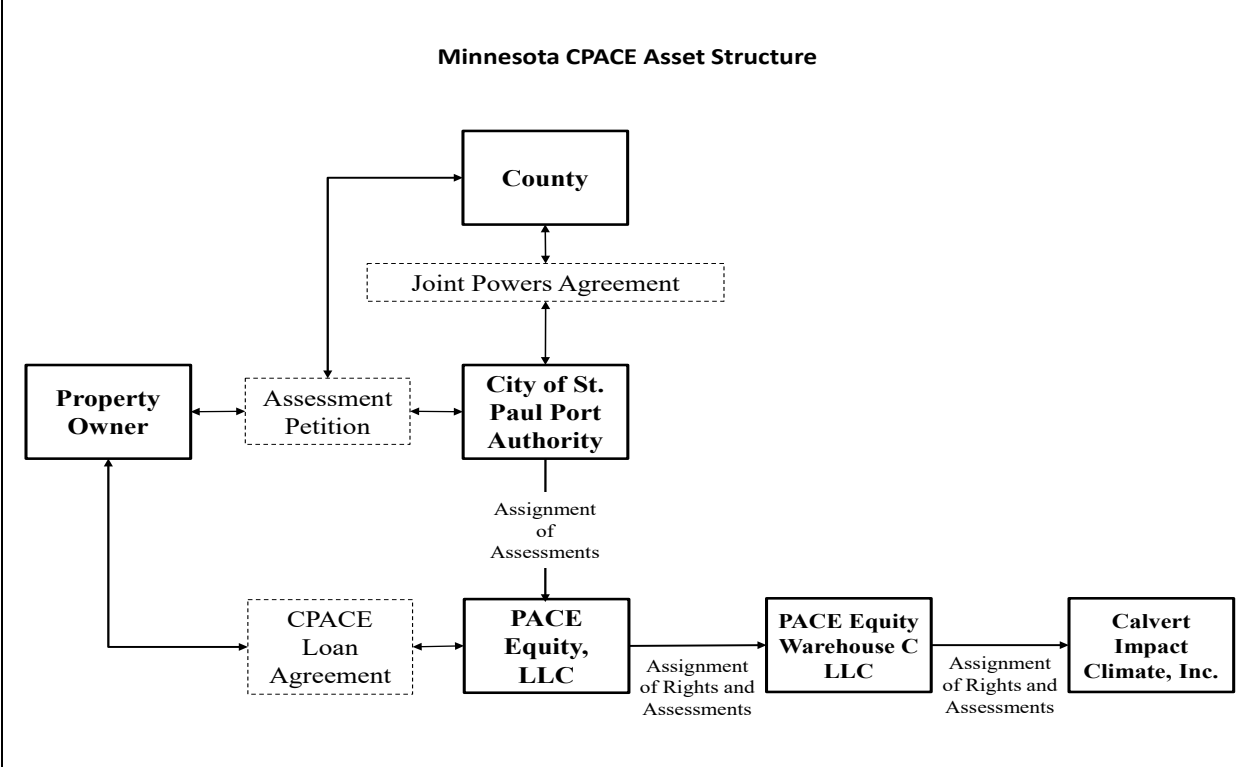 Minnesota CPACE Asset Structure
County
Joint Powers Agreement
Property
Owner
Assessment
Petition
City of St.
Paul Port
Authority
Assignment
of
Assessments
CPACE
Loan
Agreement
PACE
Equity,
LLC
Assignment
of Rights and
Assessments
PACE Equity
Warehouse C
LLC
Assignment
of Rights and
Assessments
Calvert
Impact
Climate, Inc.